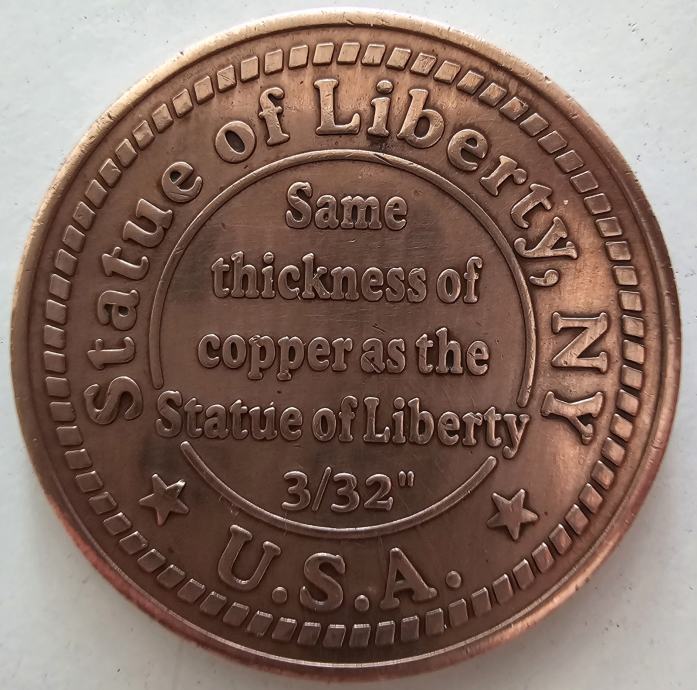 Statue of Liberty, NY
Same
thickness of
copper as the
Statue of Liberty
3/32"
U.S.A.